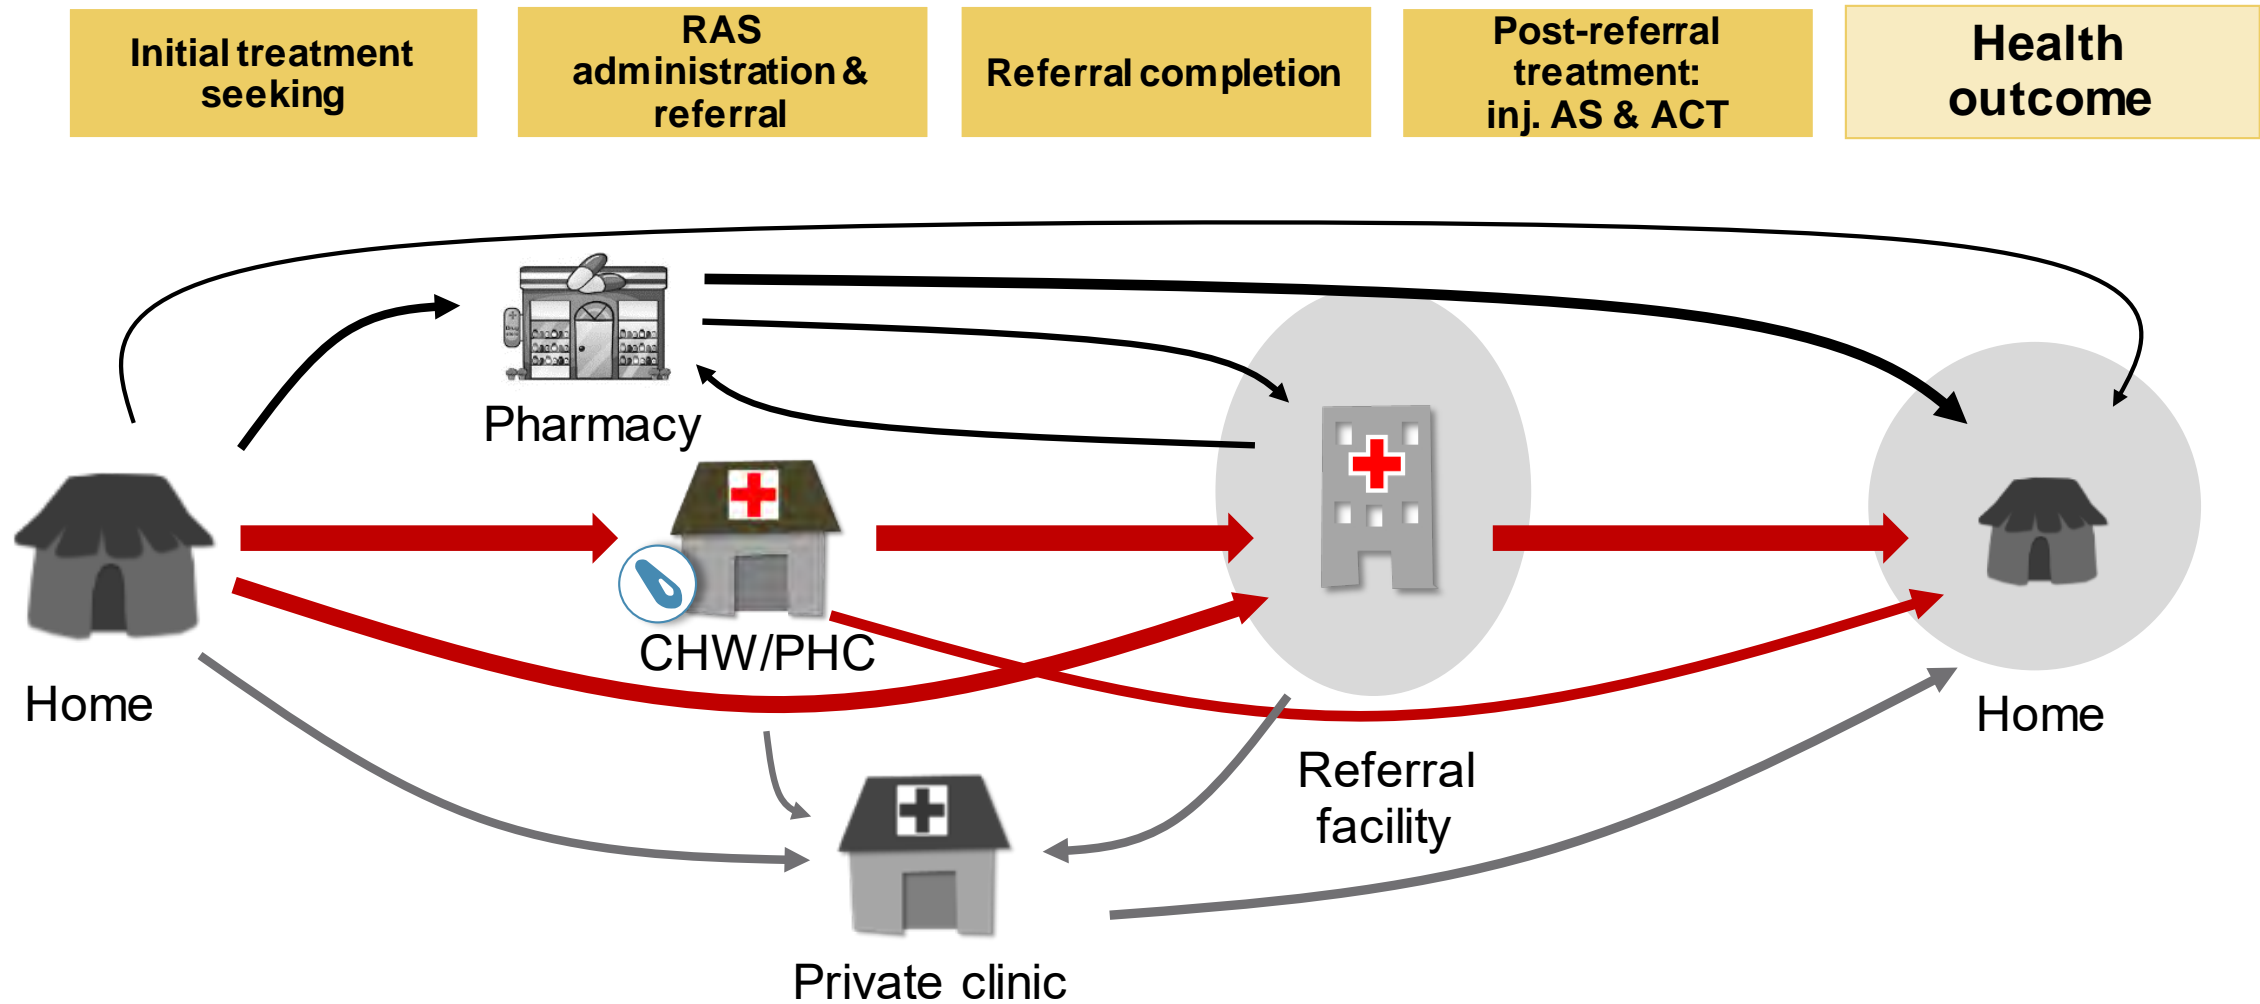 Initial treatment
seeking
RAS
administration &
referral
Referral completion
Post-referral
treatment:
inj. AS & ACT
Health
outcome
Pharmacy
CHW/PHC
Home
Home
Referral
facility
Private clinic